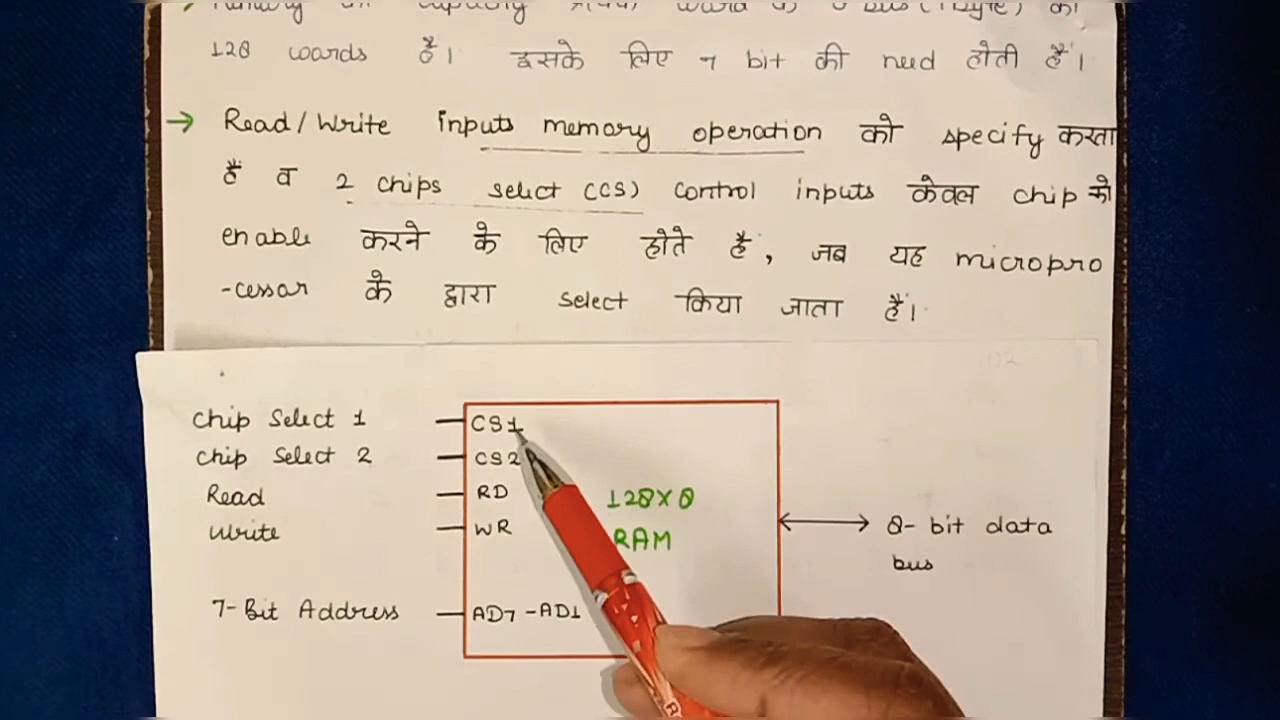 128 words है। इसके लिए 7 bit की need होती है।
→ Read/Write inputs memory operation को specify करता
है व 2 chips select (CS) control inputs केवल chip को
enable करने के लिए होते है, जब यह micropro
-cessor के द्वारा select किया जाता है।
Chip Select 1 CS1
Chip Select 2 CS2
Read RD
Write WR
128X8
RAM
8-bit data
bus
7-Bit Address AD7-AD1